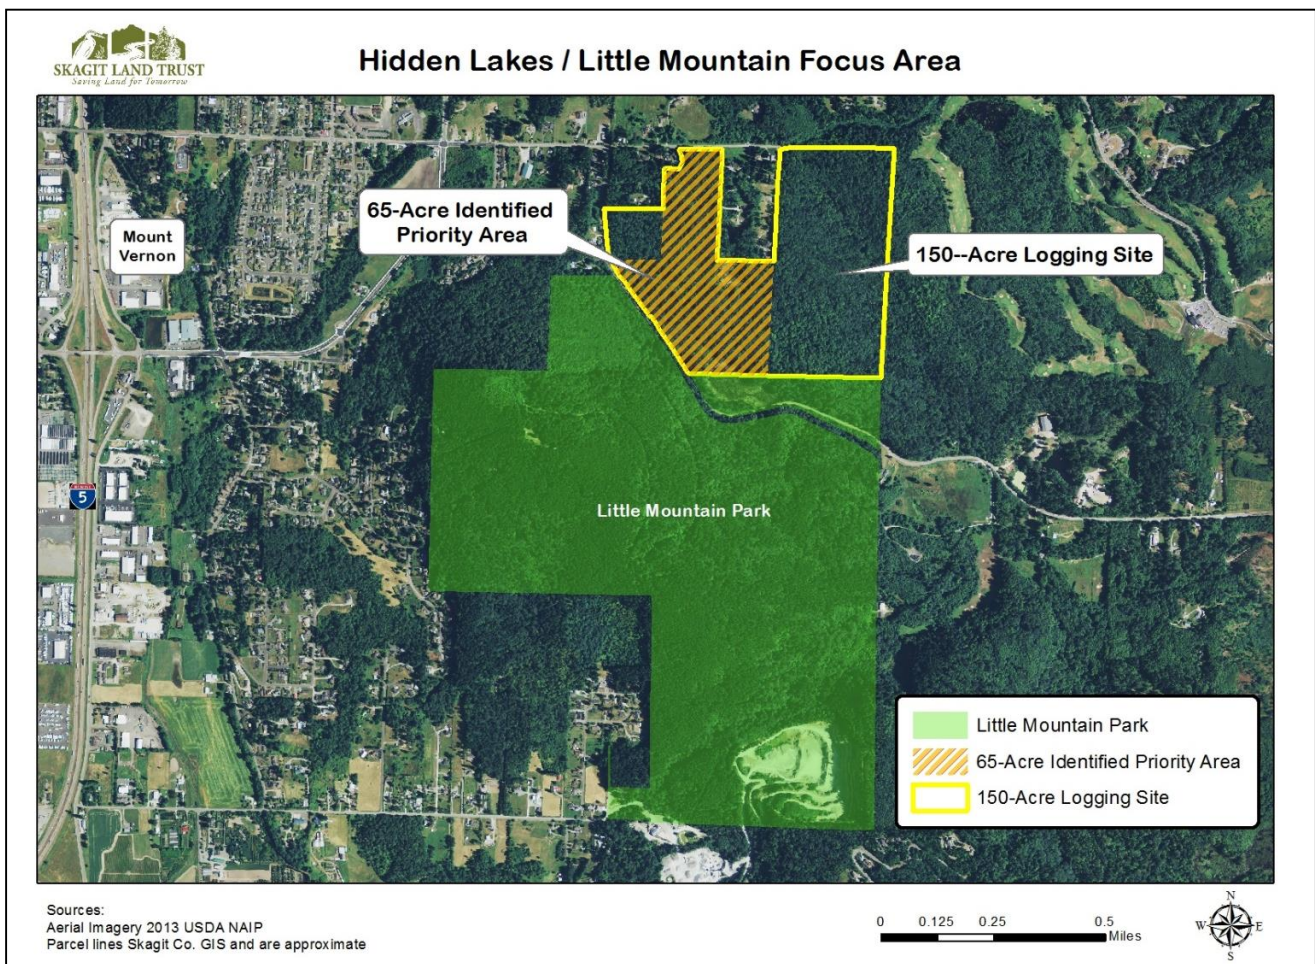 SKAGIT LAND TRUST
Saving Land for Tomorrow
Hidden Lakes / Little Mountain Focus Area
65-Acre Identified
Priority Area
Mount
Vernon
150--Acre Logging Site
5
Little Mountain Park
Little Mountain Park
65-Acre Identified Priority Area
150-Acre Logging Site
Sources:
Aerial Imagery 2013 USDA NAIP
Parcel lines Skagit Co. GIS and are approximate
0 0.125 0.25 0.5
Miles
N
W E
S